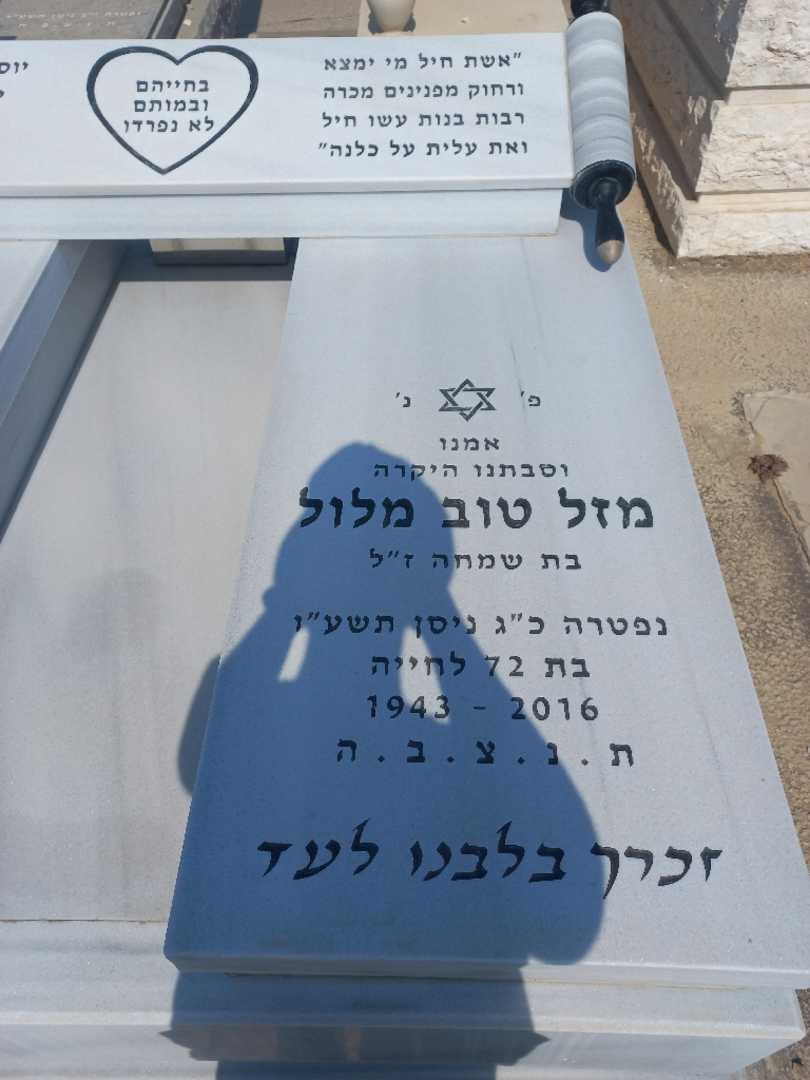 "אשת חיל מי ימצא
ורחוק מפנינים מכרה
רבות בנות עשו חיל
ואת עלית על כלנה"
בחייהם
ובמותם
לא נפרדו
יוס
פ' נ'
אמנו
וסבתנו היקרה
מזל טוב מלול
בת שמחה ז"ל
נפטרה כ"ג ניסן תשע"ו
בת 72 לחייה
1943 - 2016
ת . נ . צ . ב . ה
זכרך בלבנו לעד